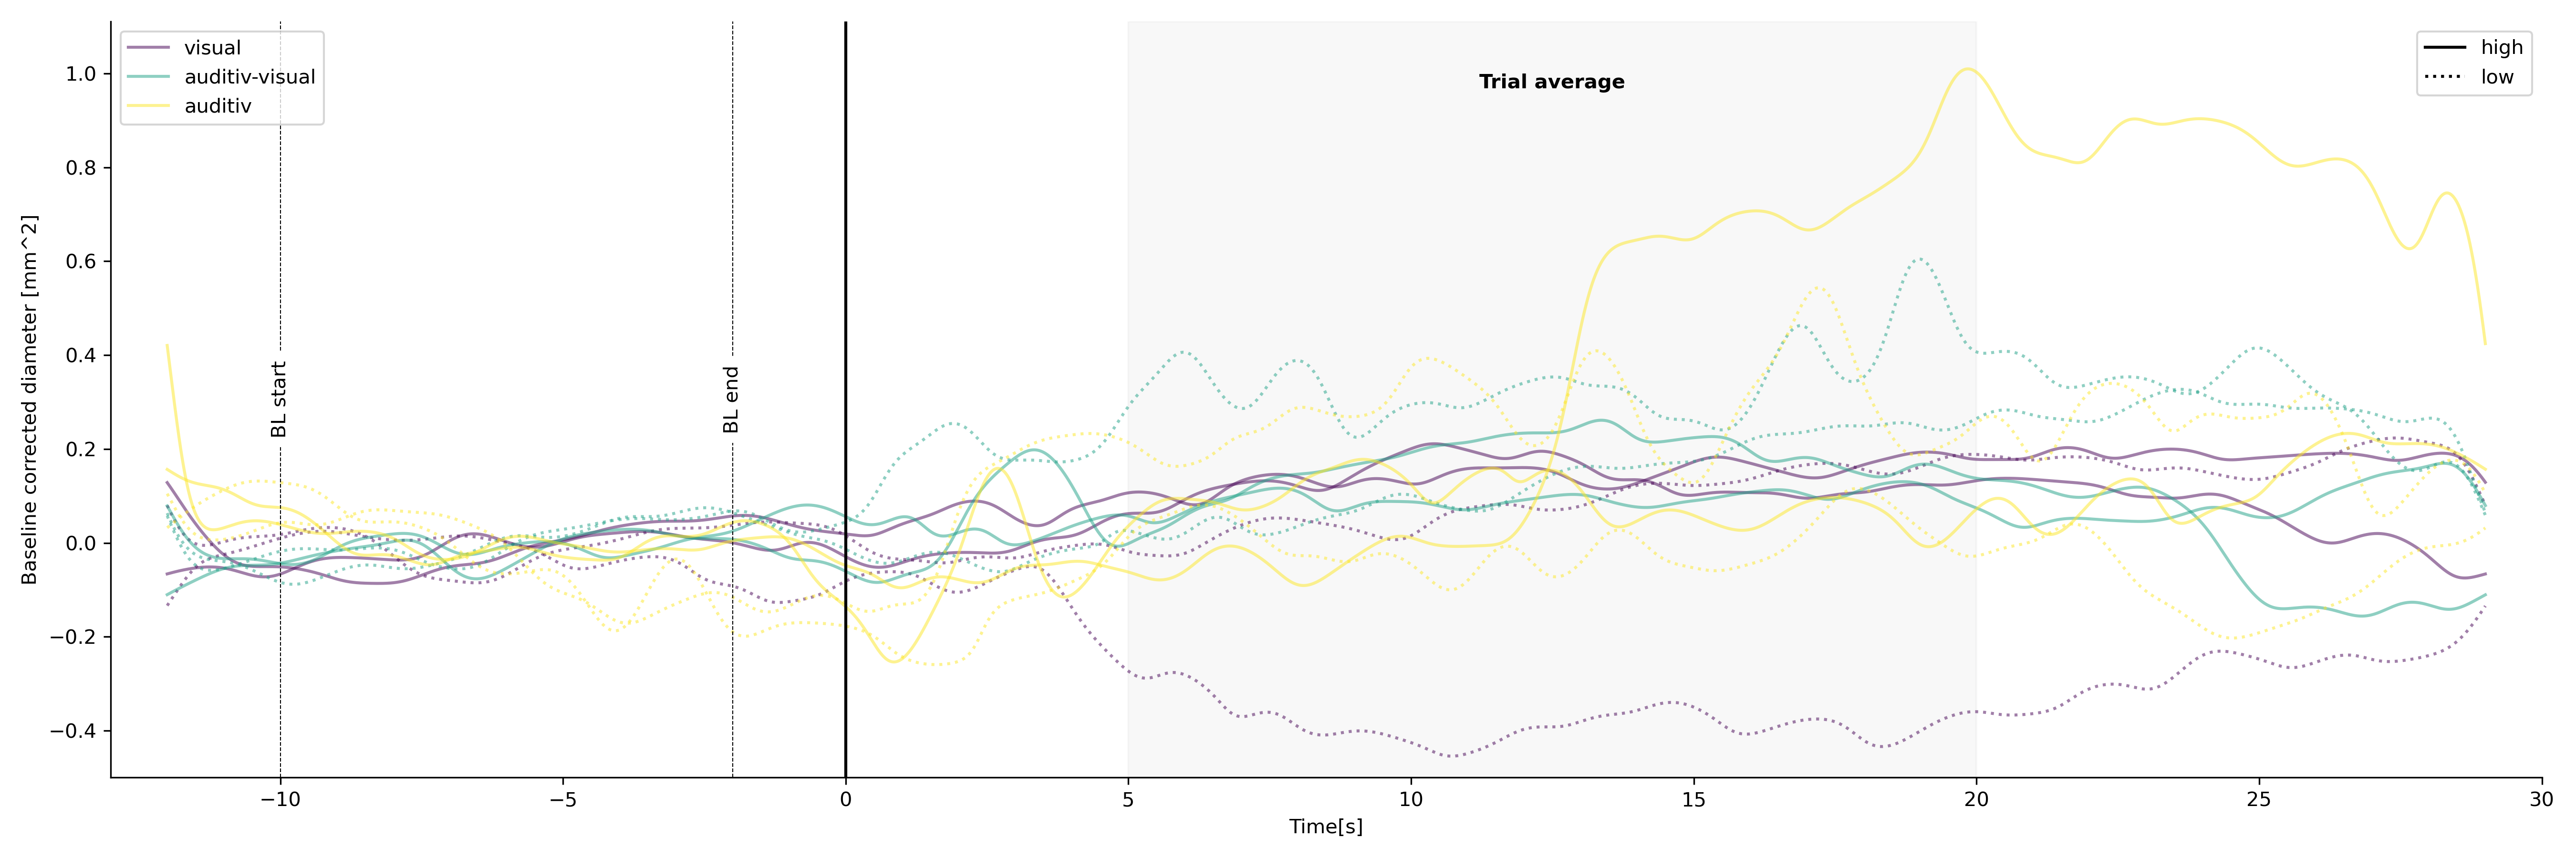 visual
auditiv-visual
auditiv
high
low
Trial average
BL start
BL end
Baseline corrected diameter [mm^2]
1.0
0.8
0.6
0.4
0.2
0.0
−0.2
−0.4
−10
−5
0
5
10
15
20
25
30
Time[s]